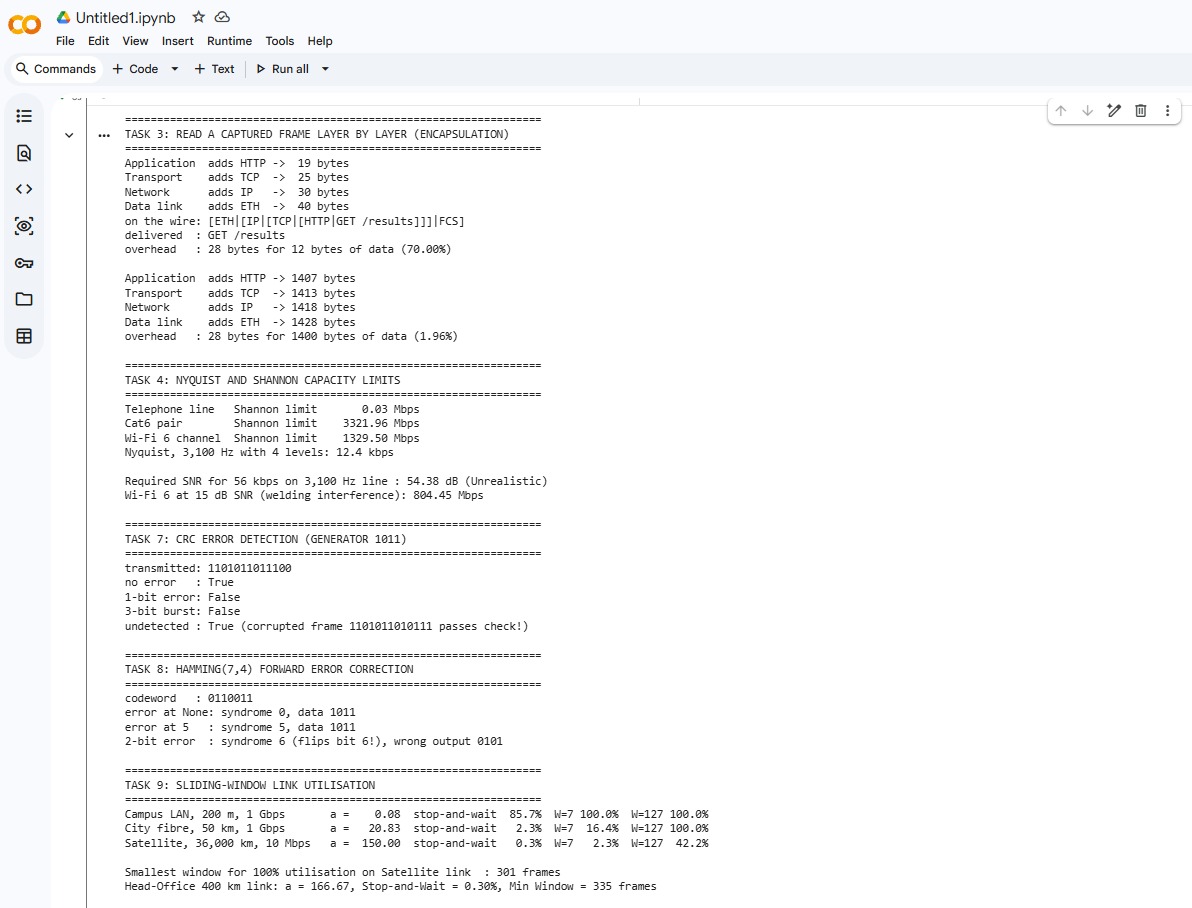 CO Untitled1.ipynb
File Edit View Insert Runtime Tools Help
Commands + Code + Text Run all
==================================================================
TASK 3: READ A CAPTURED FRAME LAYER BY LAYER (ENCAPSULATION)
==================================================================
Application  adds HTTP ->  19 bytes
Transport    adds TCP  ->  25 bytes
Network      adds IP   ->  30 bytes
Data link    adds ETH  ->  40 bytes
on the wire: [ETH|[IP|[TCP|[HTTP|GET /results]]]|FCS]
delivered  : GET /results
overhead   : 28 bytes for 12 bytes of data (70.00%)
Application  adds HTTP -> 1407 bytes
Transport    adds TCP  -> 1413 bytes
Network      adds IP   -> 1418 bytes
Data link    adds ETH  -> 1428 bytes
overhead   : 28 bytes for 1400 bytes of data (1.96%)
==================================================================
TASK 4: NYQUIST AND SHANNON CAPACITY LIMITS
==================================================================
Telephone line   Shannon limit       0.03 Mbps
Cat6 pair        Shannon limit    3321.96 Mbps
Wi-Fi 6 channel  Shannon limit    1329.50 Mbps
Nyquist, 3,100 Hz with 4 levels: 12.4 kbps
Required SNR for 56 kbps on 3,100 Hz line : 54.38 dB (Unrealistic)
Wi-Fi 6 at 15 dB SNR (welding interference): 804.45 Mbps
==================================================================
TASK 7: CRC ERROR DETECTION (GENERATOR 1011)
==================================================================
transmitted: 1101011011100
no error   : True
1-bit error: False
3-bit burst: False
undetected : True (corrupted frame 1101011010111 passes check!)
==================================================================
TASK 8: HAMMING(7,4) FORWARD ERROR CORRECTION
==================================================================
codeword   : 0110011
error at None: syndrome 0, data 1011
error at 5   : syndrome 5, data 1011
2-bit error  : syndrome 6 (flips bit 6!), wrong output 0101
==================================================================
TASK 9: SLIDING-WINDOW LINK UTILISATION
==================================================================
Campus LAN, 200 m, 1 Gbps       a =    0.08  stop-and-wait  85.7%  W=7 100.0%  W=127 100.0%
City fibre, 50 km, 1 Gbps       a =   20.83  stop-and-wait   2.3%  W=7  16.4%  W=127 100.0%
Satellite, 36,000 km, 10 Mbps   a =  150.00  stop-and-wait   0.3%  W=7   2.3%  W=127  42.2%
Smallest window for 100% utilisation on Satellite link  : 301 frames
Head-Office 400 km link: a = 166.67, Stop-and-Wait = 0.30%, Min Window = 335 frames